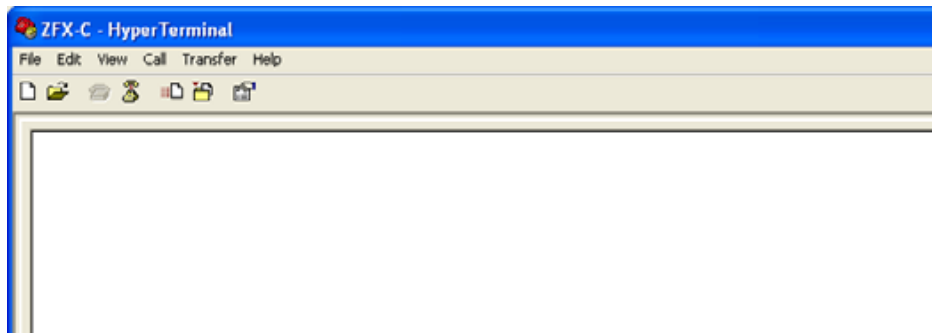 ZFX-C - HyperTerminal
File Edit View Call Transfer Help